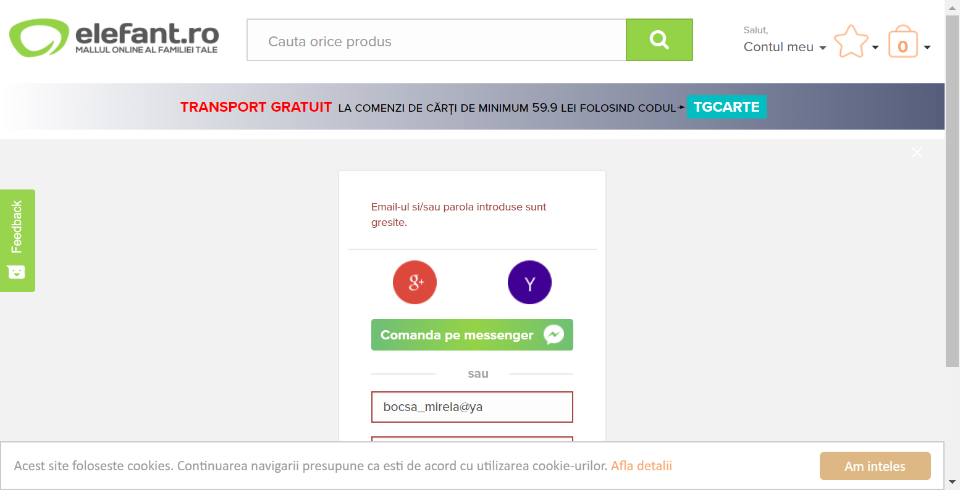 elefant.ro
MALLUL ONLINE AL FAMILIEI TALE
Cauta orice produs
Salut,
Contul meu
0
TRANSPORT GRATUIT LA COMENZI DE CĂRȚI DE MINIMUM 59.9 LEI FOLOSIND CODUL TGCARTE
Feedback
Email-ul si/sau parola introduse sunt
gresite.
g+
Y
Comanda pe messenger
sau
bocsa_mirela@ya
Acest site foloseste cookies. Continuarea navigarii presupune ca esti de acord cu utilizarea cookie-urilor. Afla detalii
Am inteles